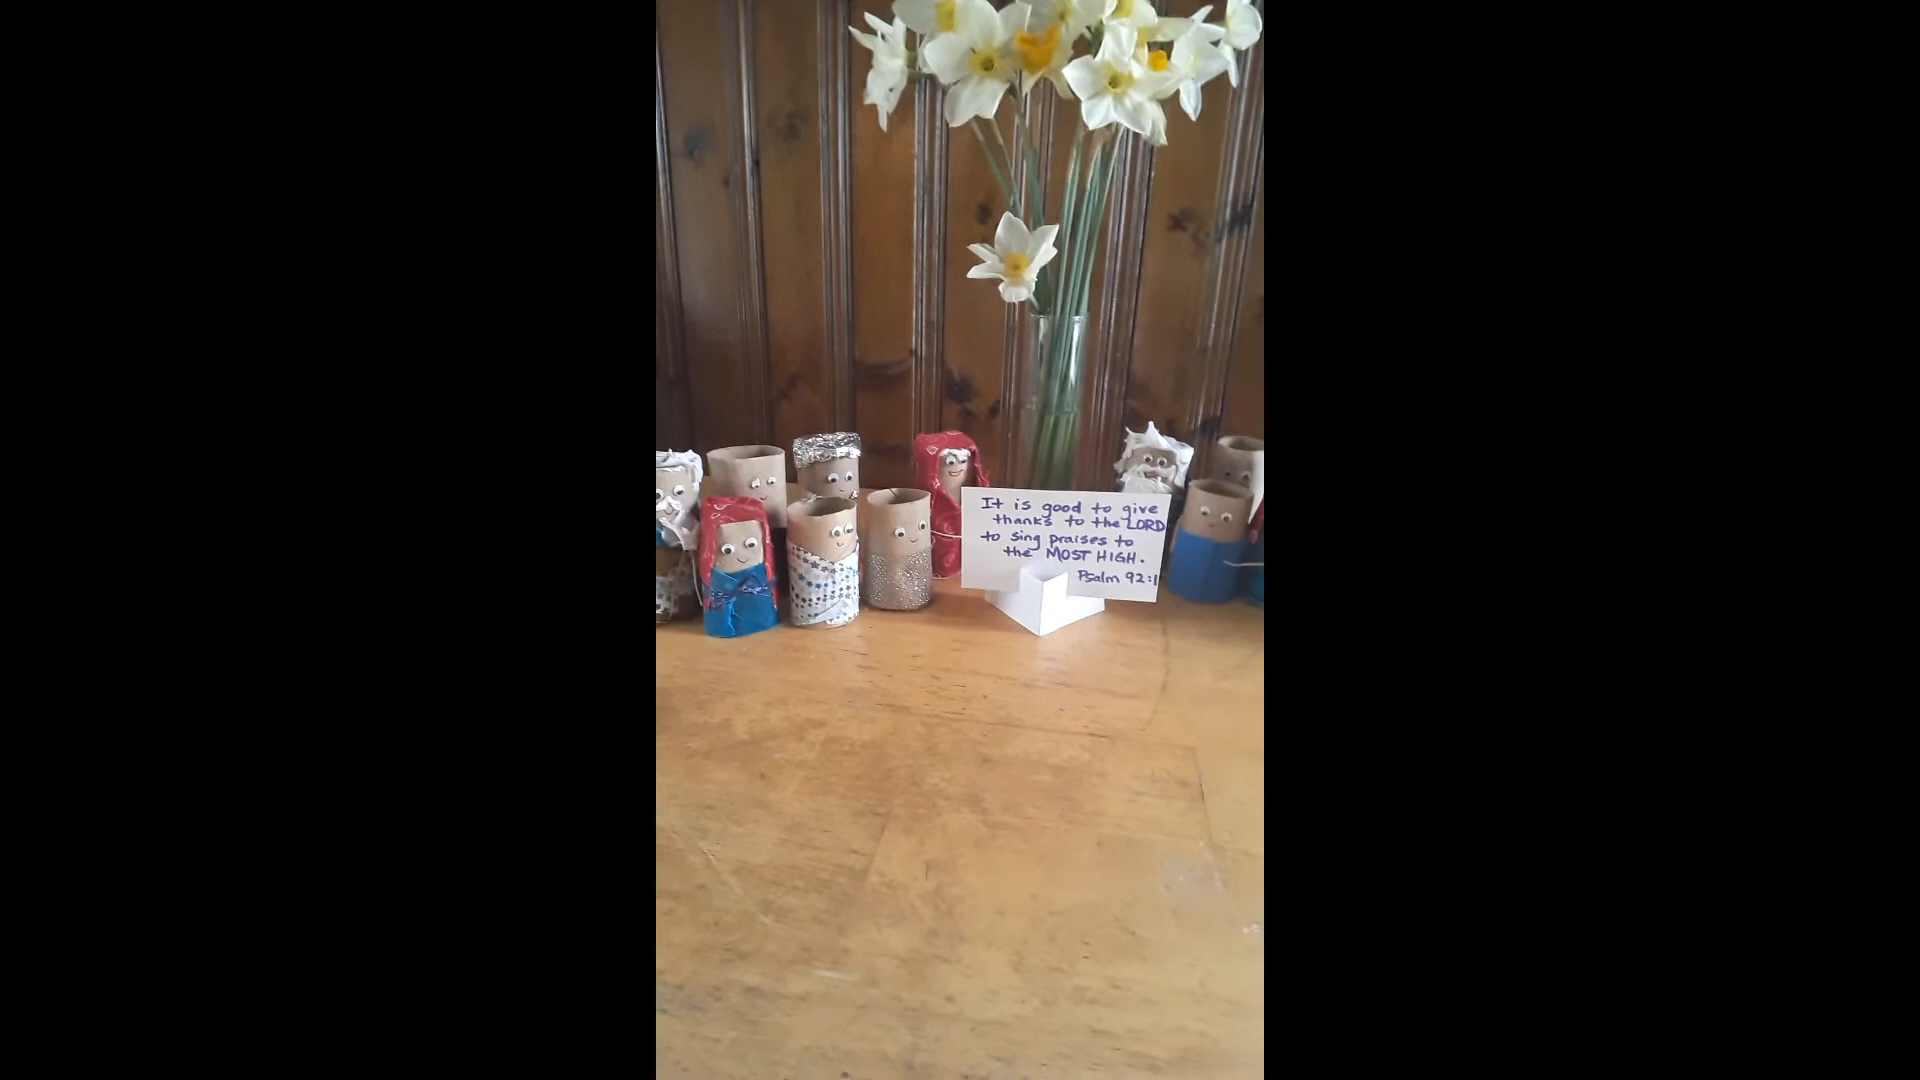 It is good to give
thanks to the LORD
to sing praises to
the MOST HIGH.
Psalm 92:1